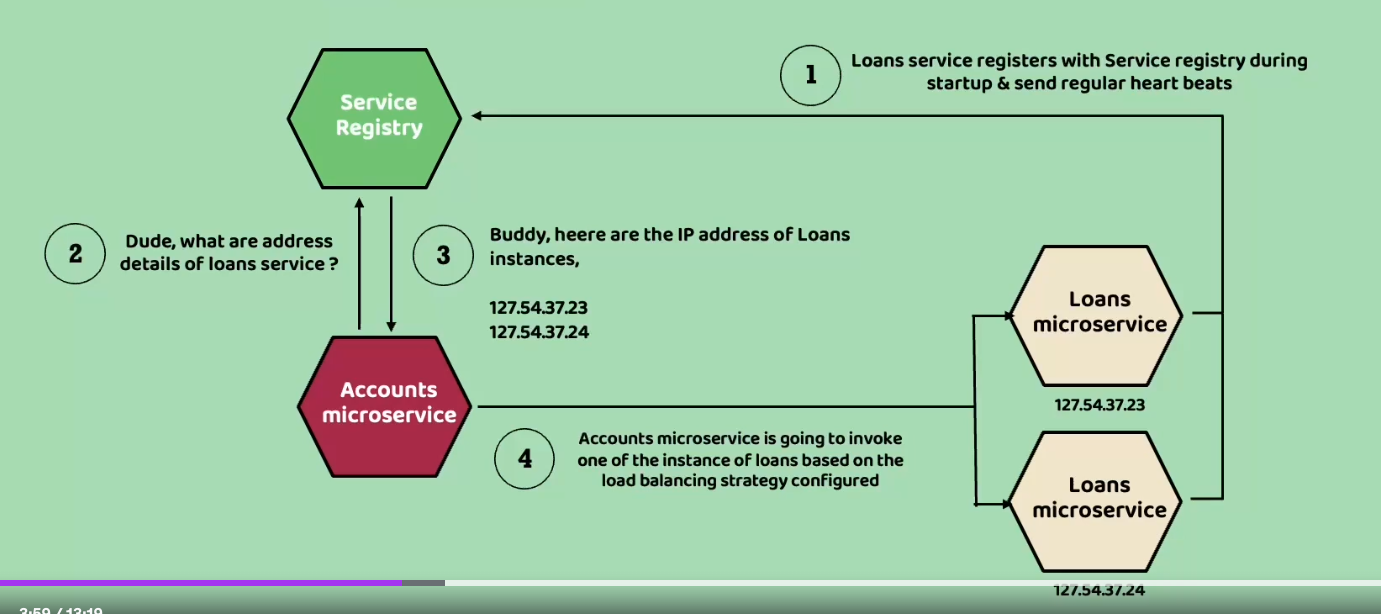 1
Loans service registers with Service registry during
startup & send regular heart beats
Service
Registry
2
Dude, what are address
details of loans service ?
3
Buddy, heere are the IP address of Loans
instances,
127.54.37.23
127.54.37.24
Loans
microservice
127.54.37.23
Accounts
microservice
4
Accounts microservice is going to invoke
one of the instance of loans based on the
load balancing strategy configured
Loans
microservice
127.54.37.24
3:59 / 13:19